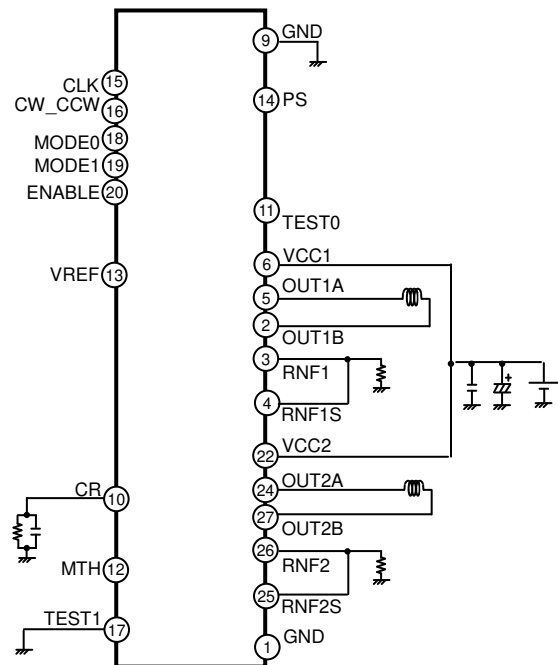 9 GND
15 CLK
CW_CCW 16
14 PS
MODE0 18
MODE1 19
ENABLE 20
11 TEST0
6 VCC1
VREF 13
5 OUT1A
2 OUT1B
3 RNF1
4 RNF1S
+
22 VCC2
24 OUT2A
CR 10
27 OUT2B
26 RNF2
MTH 12
25 RNF2S
TEST1 17
1 GND